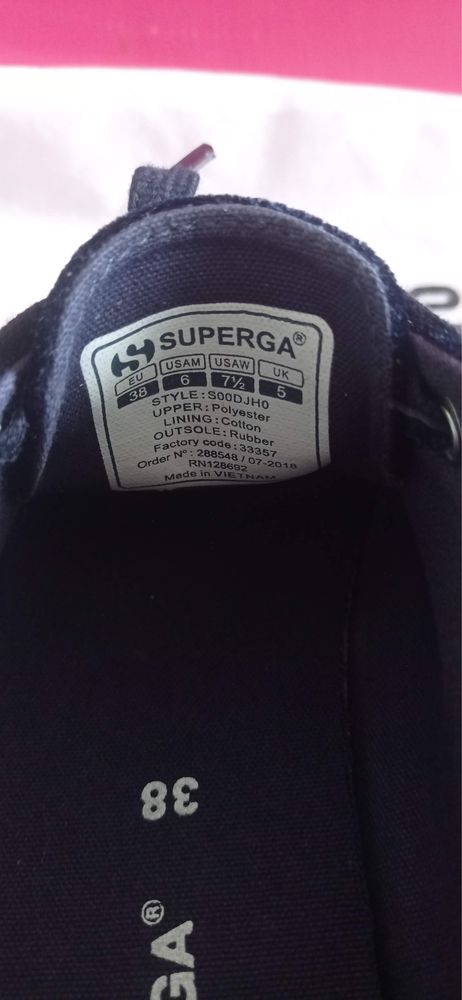 S SUPERGA®
EU USAM USAW UK
38 6 7½ 5
STYLE : S00DJH0
UPPER : Polyester
LINING : Cotton
OUTSOLE : Rubber
Factory code : 33357
Order Nº : 288548 / 07-2018
RN128692
Made in VIETNAM
38
GA®